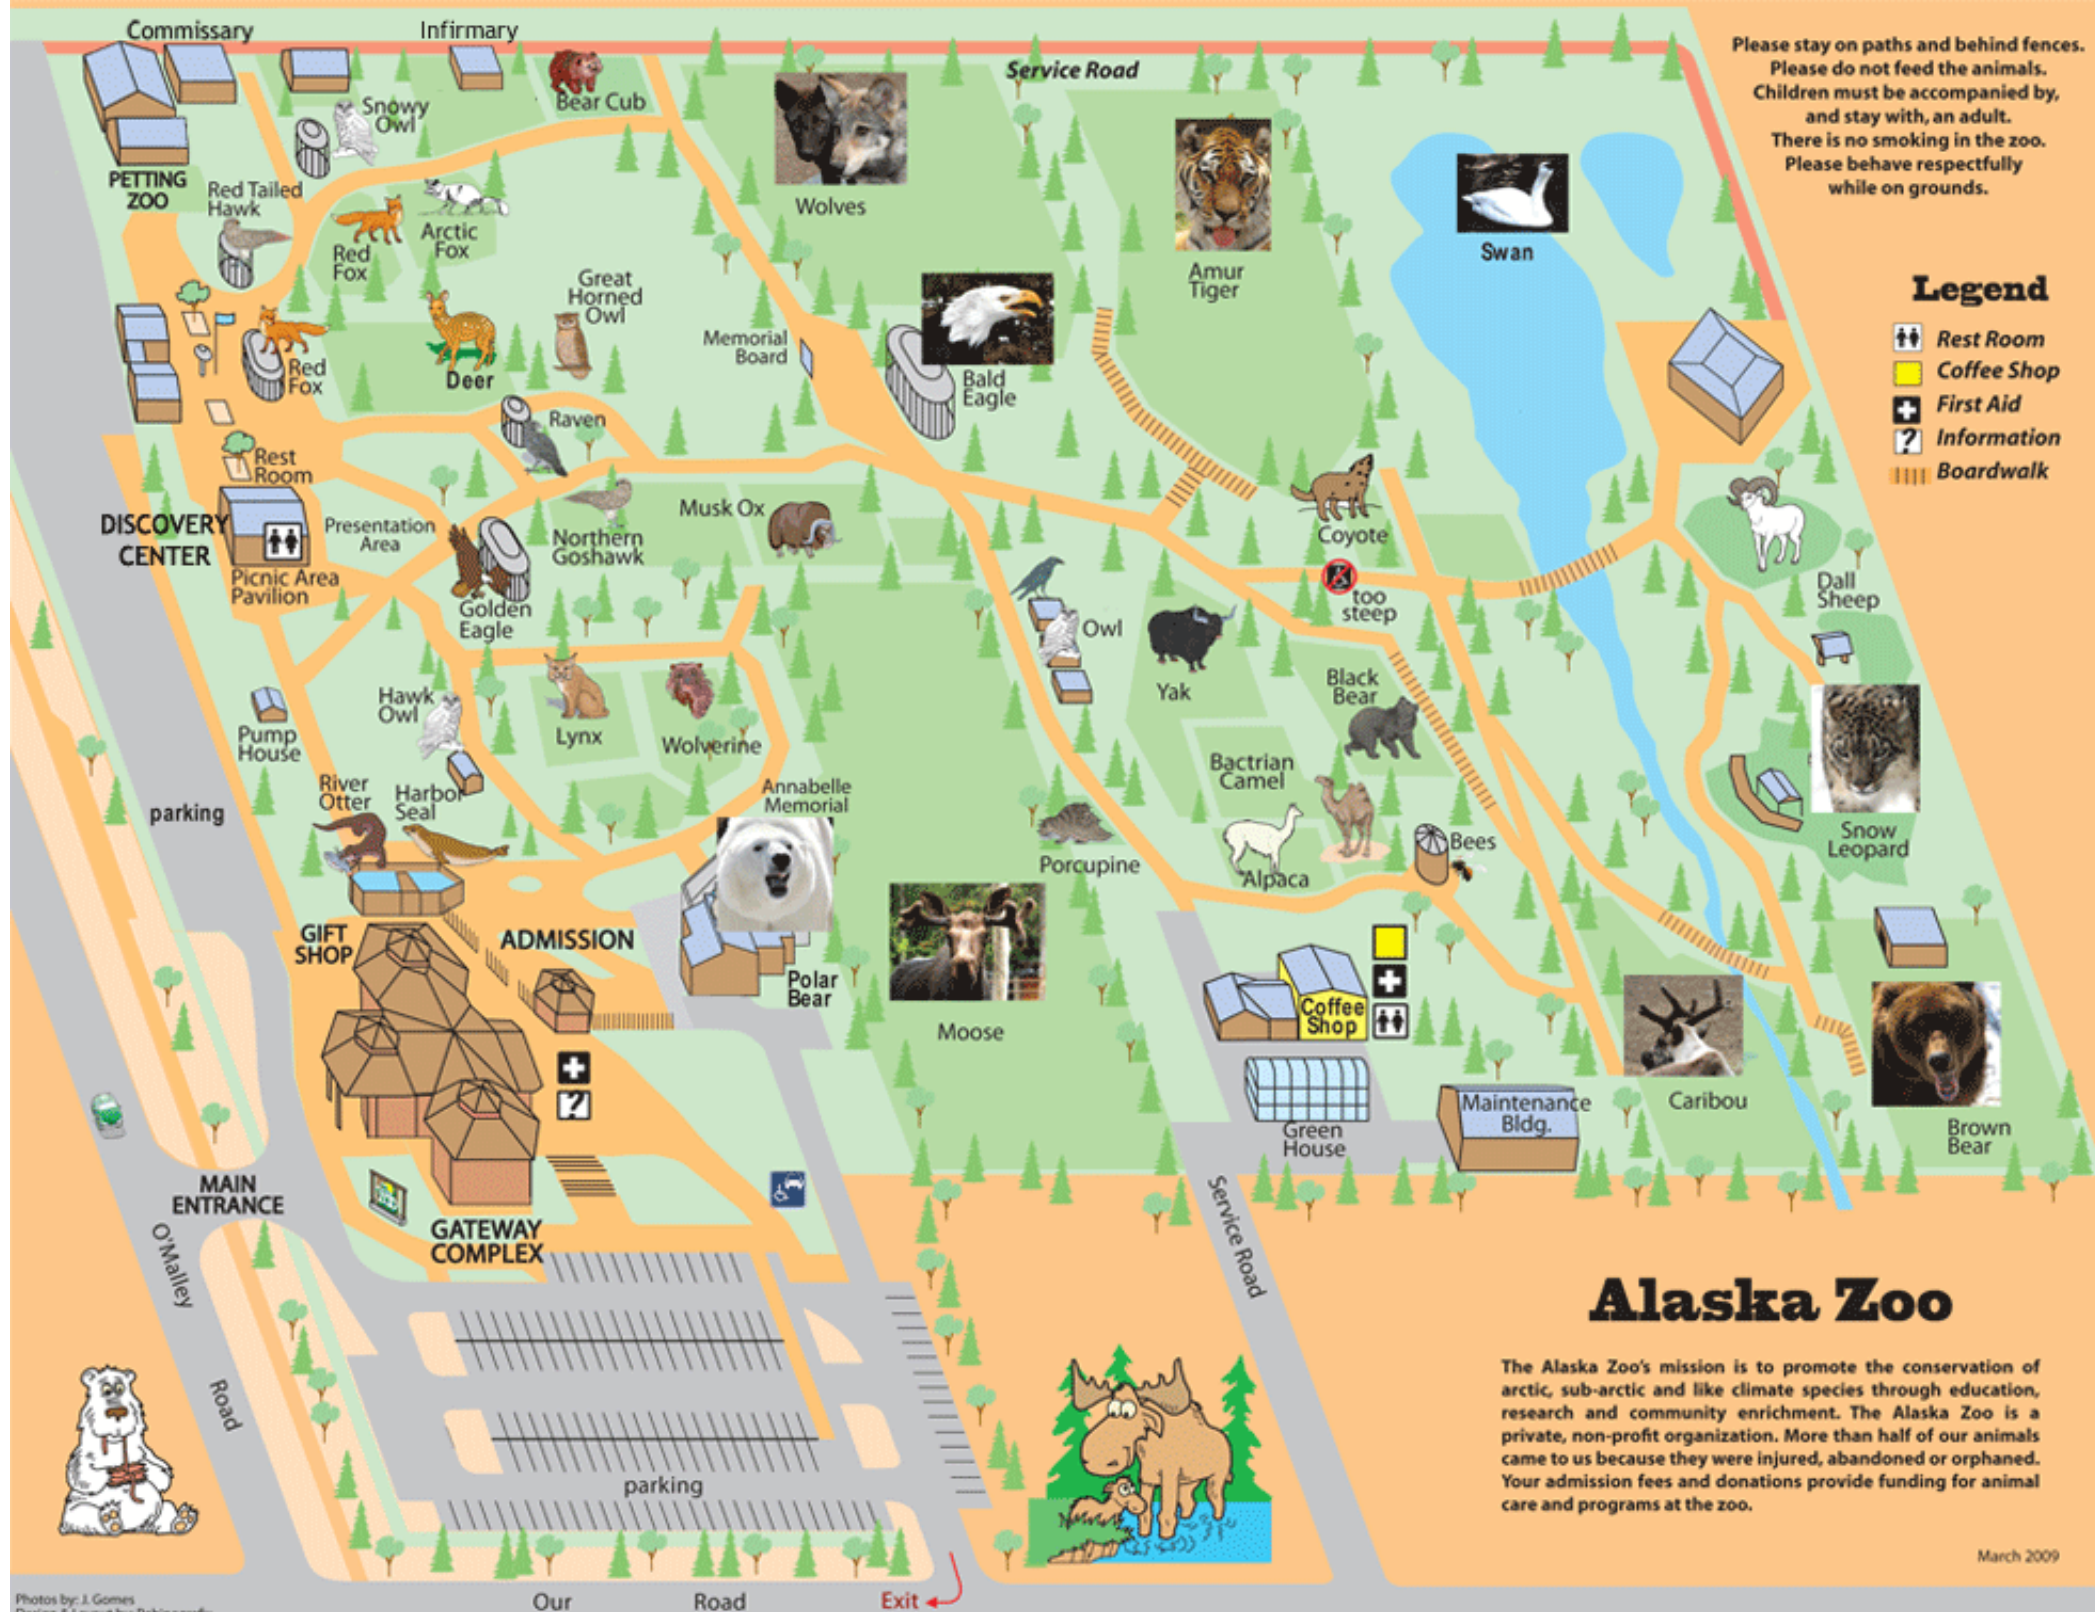 Commissary
Infirmary
Service Road
Please stay on paths and behind fences.
Please do not feed the animals.
Children must be accompanied by,
and stay with, an adult.
There is no smoking in the zoo.
Please behave respectfully
while on grounds.
Snowy
Owl
Bear Cub
PETTING
ZOO
Red Tailed
Hawk
Red
Fox
Arctic
Fox
Wolves
Amur
Tiger
Swan
Great
Horned
Owl
Legend
Rest Room
Coffee Shop
First Aid
Information
Boardwalk
Memorial
Board
Red
Fox
Deer
Bald
Eagle
Raven
Rest
Room
DISCOVERY
CENTER
Presentation
Area
Picnic Area
Pavilion
Northern
Goshawk
Musk Ox
Coyote
too
steep
Dall
Sheep
Golden
Eagle
Owl
Yak
Black
Bear
Hawk
Owl
Lynx
Wolverine
Pump
House
Bactrian
Camel
River
Otter
Harbor
Seal
Annabelle
Memorial
parking
Porcupine
Alpaca
Bees
Snow
Leopard
GIFT
SHOP
ADMISSION
Polar
Bear
Moose
Coffee
Shop
Green
House
Maintenance
Bldg.
Caribou
Brown
Bear
?
MAIN
ENTRANCE
GATEWAY
COMPLEX
O'Malley
Road
Service Road
parking
Alaska Zoo
The Alaska Zoo's mission is to promote the conservation of
arctic, sub-arctic and like climate species through education,
research and community enrichment. The Alaska Zoo is a
private, non-profit organization. More than half of our animals
came to us because they were injured, abandoned or orphaned.
Your admission fees and donations provide funding for animal
care and programs at the zoo.
March 2009
Photos by: J. Gomes
Our Road
Exit